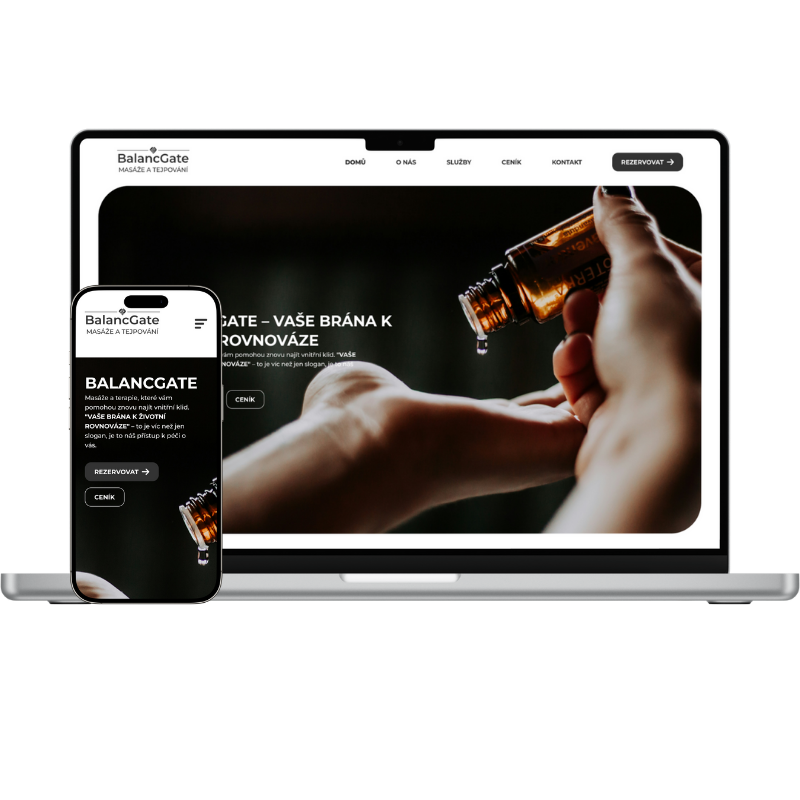 BalancGate
MASÁŽE A TEJPOVÁNÍ
DOMŮ
O NÁS
SLUŽBY
CENÍK
KONTAKT
REZERVOVAT
GATE – VAŠE BRÁNA K
ROVNOVÁZE
vám pomohou znovu najít vnitřní klid. "VAŠE
NOVÁZE" – to je víc než jen slogan, je to náš
CENÍK
BalancGate
MASÁŽE A TEJPOVÁNÍ
BALANCGATE
Masáže a terapie, které vám
pomohou znovu najít vnitřní klid.
"VAŠE BRÁNA K ŽIVOTNÍ
ROVNOVÁZE" – to je víc než jen
slogan, je to náš přístup k péči o
vás.
REZERVOVAT
CENÍK